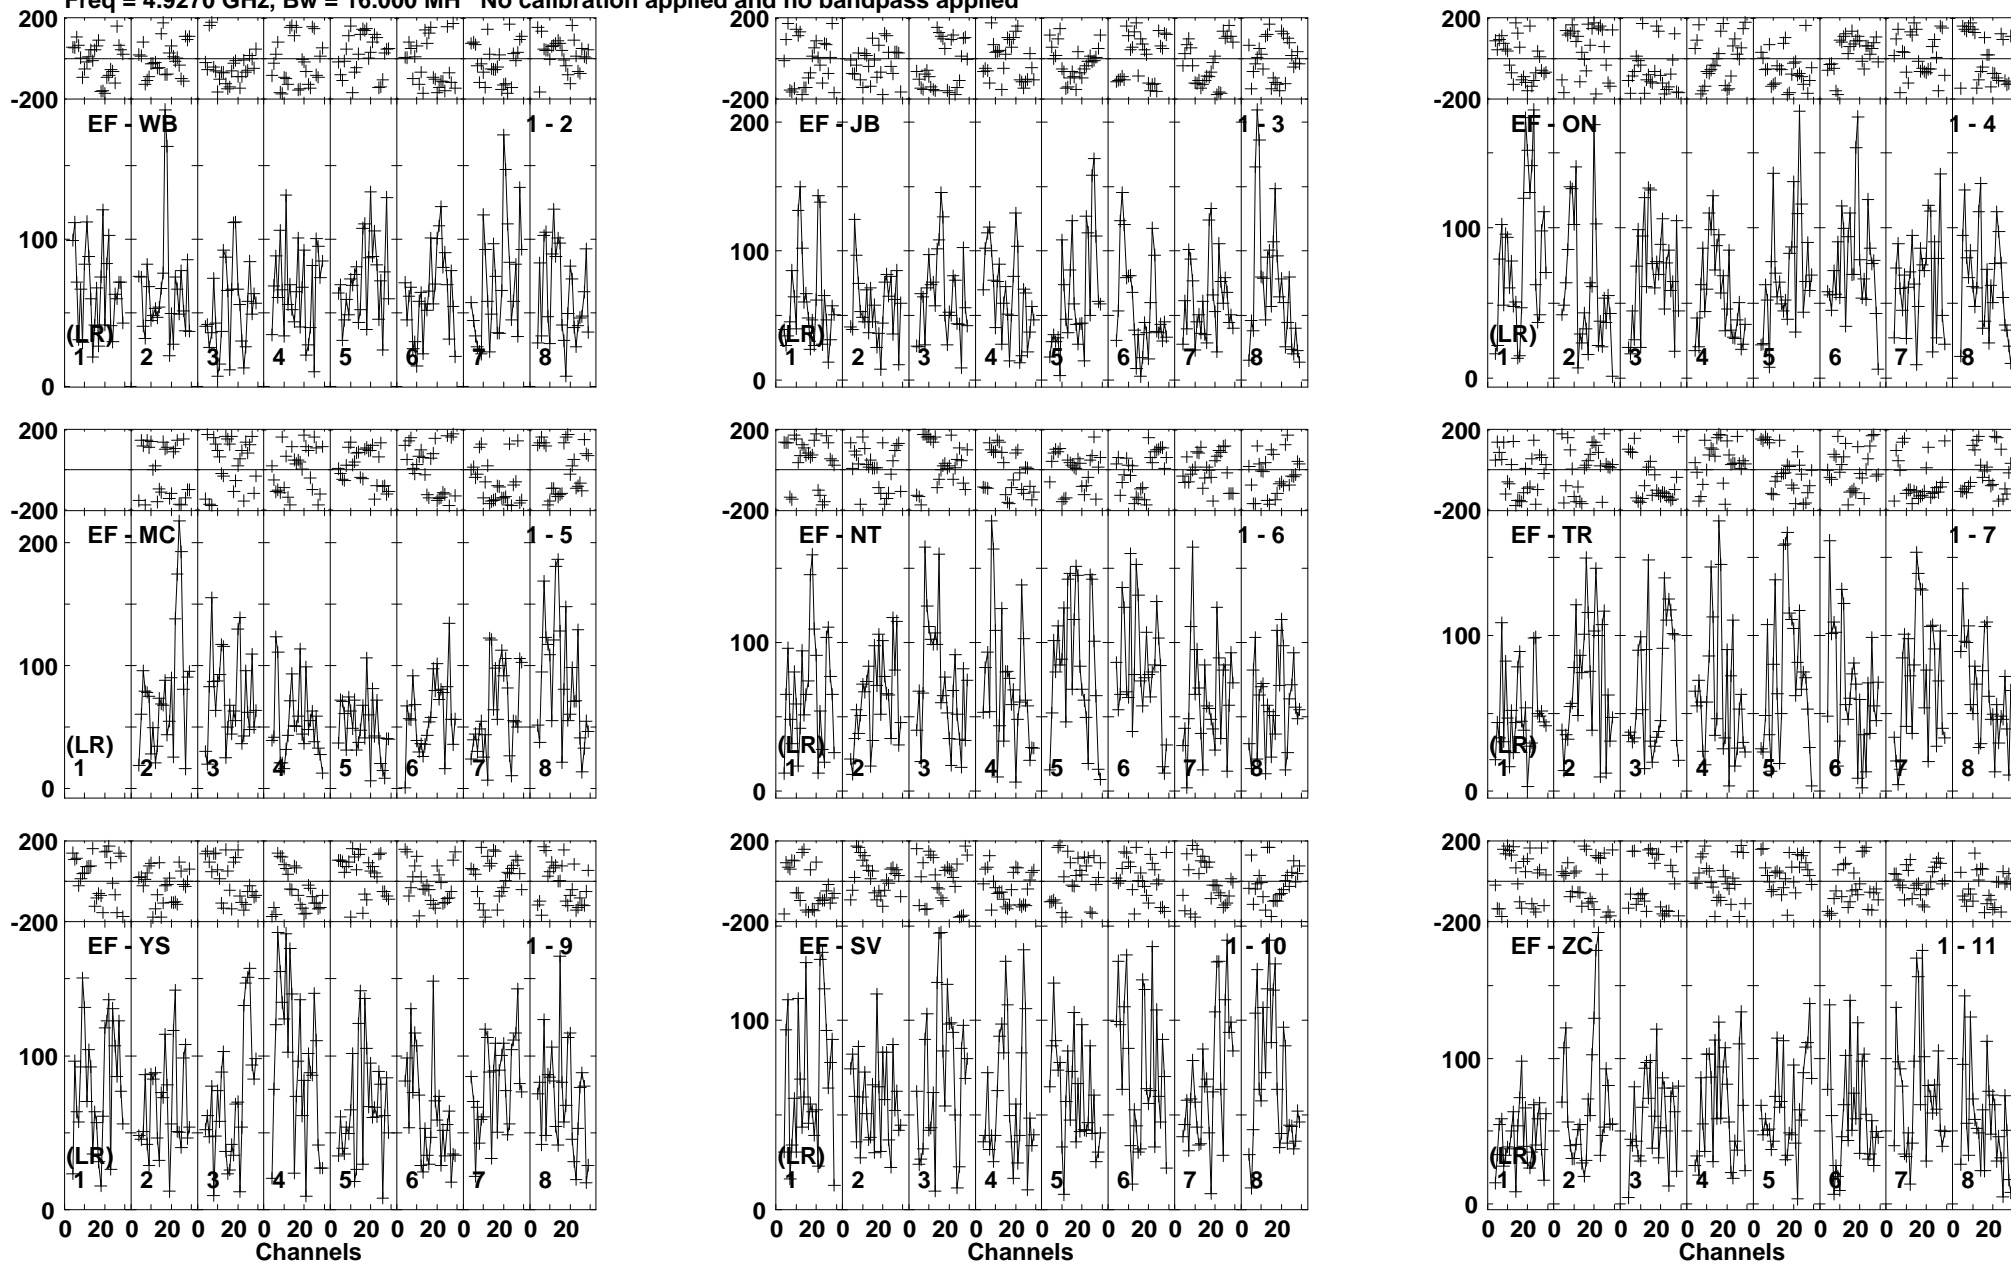 Freq = 4.9270 GHz, Bw = 16.000 MH No calibration applied and no bandpass applied
200 200 200
-200 -200 -200
EF - WB 1 - 2 EF - JB 1 - 3 EF - ON 1 - 4
200
100 100 100
(LR) (LR) (LR)
1 2 3 4 5 6 7 8 1 2 3 4 5 6 7 8 1 2 3 4 5 6 7 8
0 0 0
200 200 200
-200 -200 -200
EF - MC 1 - 5 EF - NT 1 - 6 EF - TR 1 - 7
200
100 100 100
(LR) (LR) (LR)
1 2 3 4 5 6 7 8 1 2 3 4 5 6 7 8 1 2 3 4 5 6 7 8
0 0 0
200 200 200
-200 -200 -200
EF - YS 1 - 9 EF - SV 1 - 10 EF - ZC 1 - 11
100 100 100
(LR) (LR) (LR)
1 2 3 4 5 6 7 8 1 2 3 4 5 6 7 8 1 2 3 4 5 6 7 8
0 0 0
0 20 0 20 0 20 0 20 0 20 0 20 0 20 0 20 0 20 0 20 0 20 0 20 0 20 0 20 0 20 0 20 0 20 0 20 0 20 0 20 0 20 0 20 0 20 0 20
Channels Channels Channels